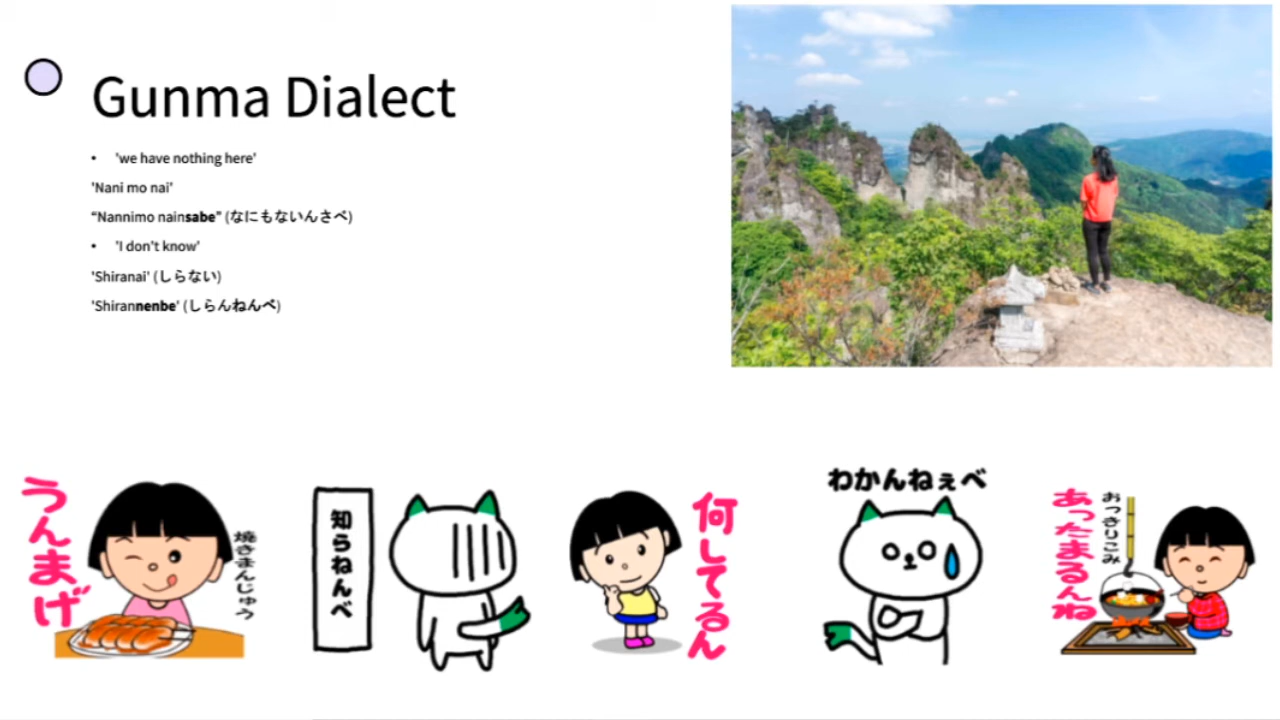 Gunma Dialect
• 'we have nothing here'
'Nani mo nai'
“Nannimo nainsabe” (なにもないんさべ)
• 'I don't know'
'Shiranai' (しらない)
'Shirannenbe' (しらんねんべ)
うんまげ
焼きまんじゅう
知らねんべ
何してるん
わかんねぇべ
おっきりこみ
あったまるんね